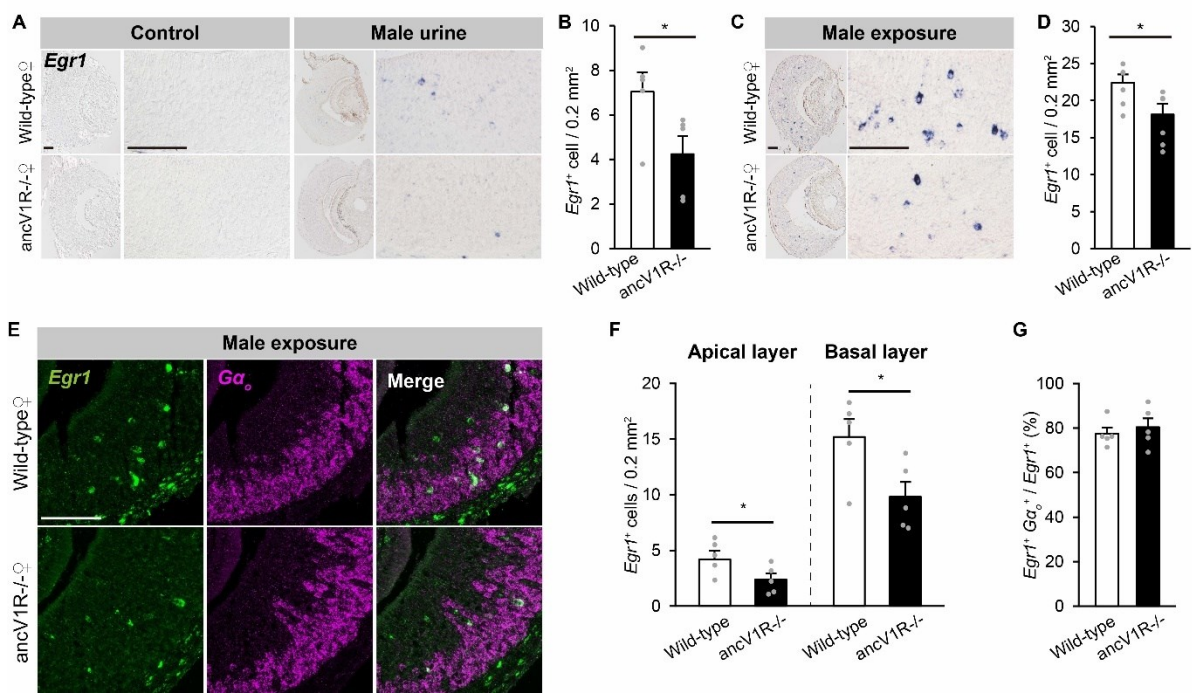 A
Control
Male urine
Egr1
Wild-type♀
ancV1R-/-♀
B
Egr1+ cell / 0.2 mm²
10
8
6
4
2
0
*
Wild-type
ancV1R-/-
C
Male exposure
Wild-type♀
ancV1R-/-♀
D
Egr1+ cell / 0.2 mm²
30
25
20
15
10
5
0
*
Wild-type
ancV1R-/-
E
Male exposure
Egr1
Gαo
Merge
Wild-type♀
ancV1R-/-♀
F
Apical layer
Basal layer
Egr1+ cells / 0.2 mm²
20
15
10
5
0
*
*
Wild-type
ancV1R-/-
Wild-type
ancV1R-/-
G
Egr1+ Gαo+ / Egr1+ (%)
100
80
60
40
20
0
Wild-type
ancV1R-/-